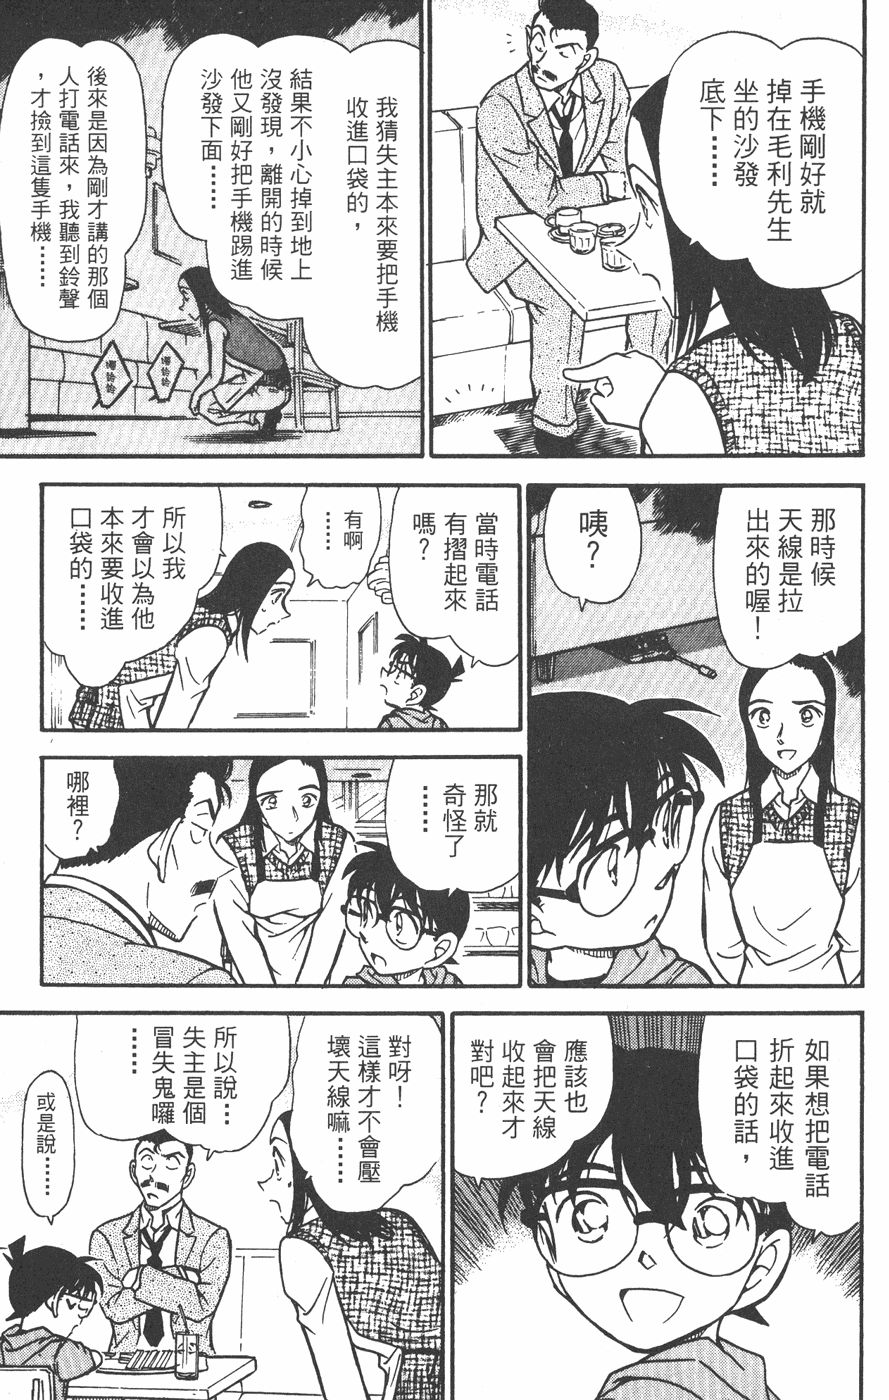 手機剛好就
掉在毛利先生
坐的沙發
底下……
我猜失主本來要把手機
收進口袋的，
結果不小心掉到地上
沒發現，離開的時候
他又剛好把手機踢進
沙發下面……
後來是因為剛才講的那個
人打電話來，我聽到鈴聲
，才撿到這隻手機……
那時候
天線是拉
出來的喔！
咦？
當時電話
有摺起來
嗎？
有啊
……
所以我
才會以為他
本來要收進
口袋的……
那就
奇怪了
……
哪裡？
如果想把電話
折起來收進
口袋的話，
應該也
會把天線
收起來才
對吧？
對呀！
這樣才不會壓
壞天線嘛……
所以說…
失主是個
冒失鬼囉
……
或是說……